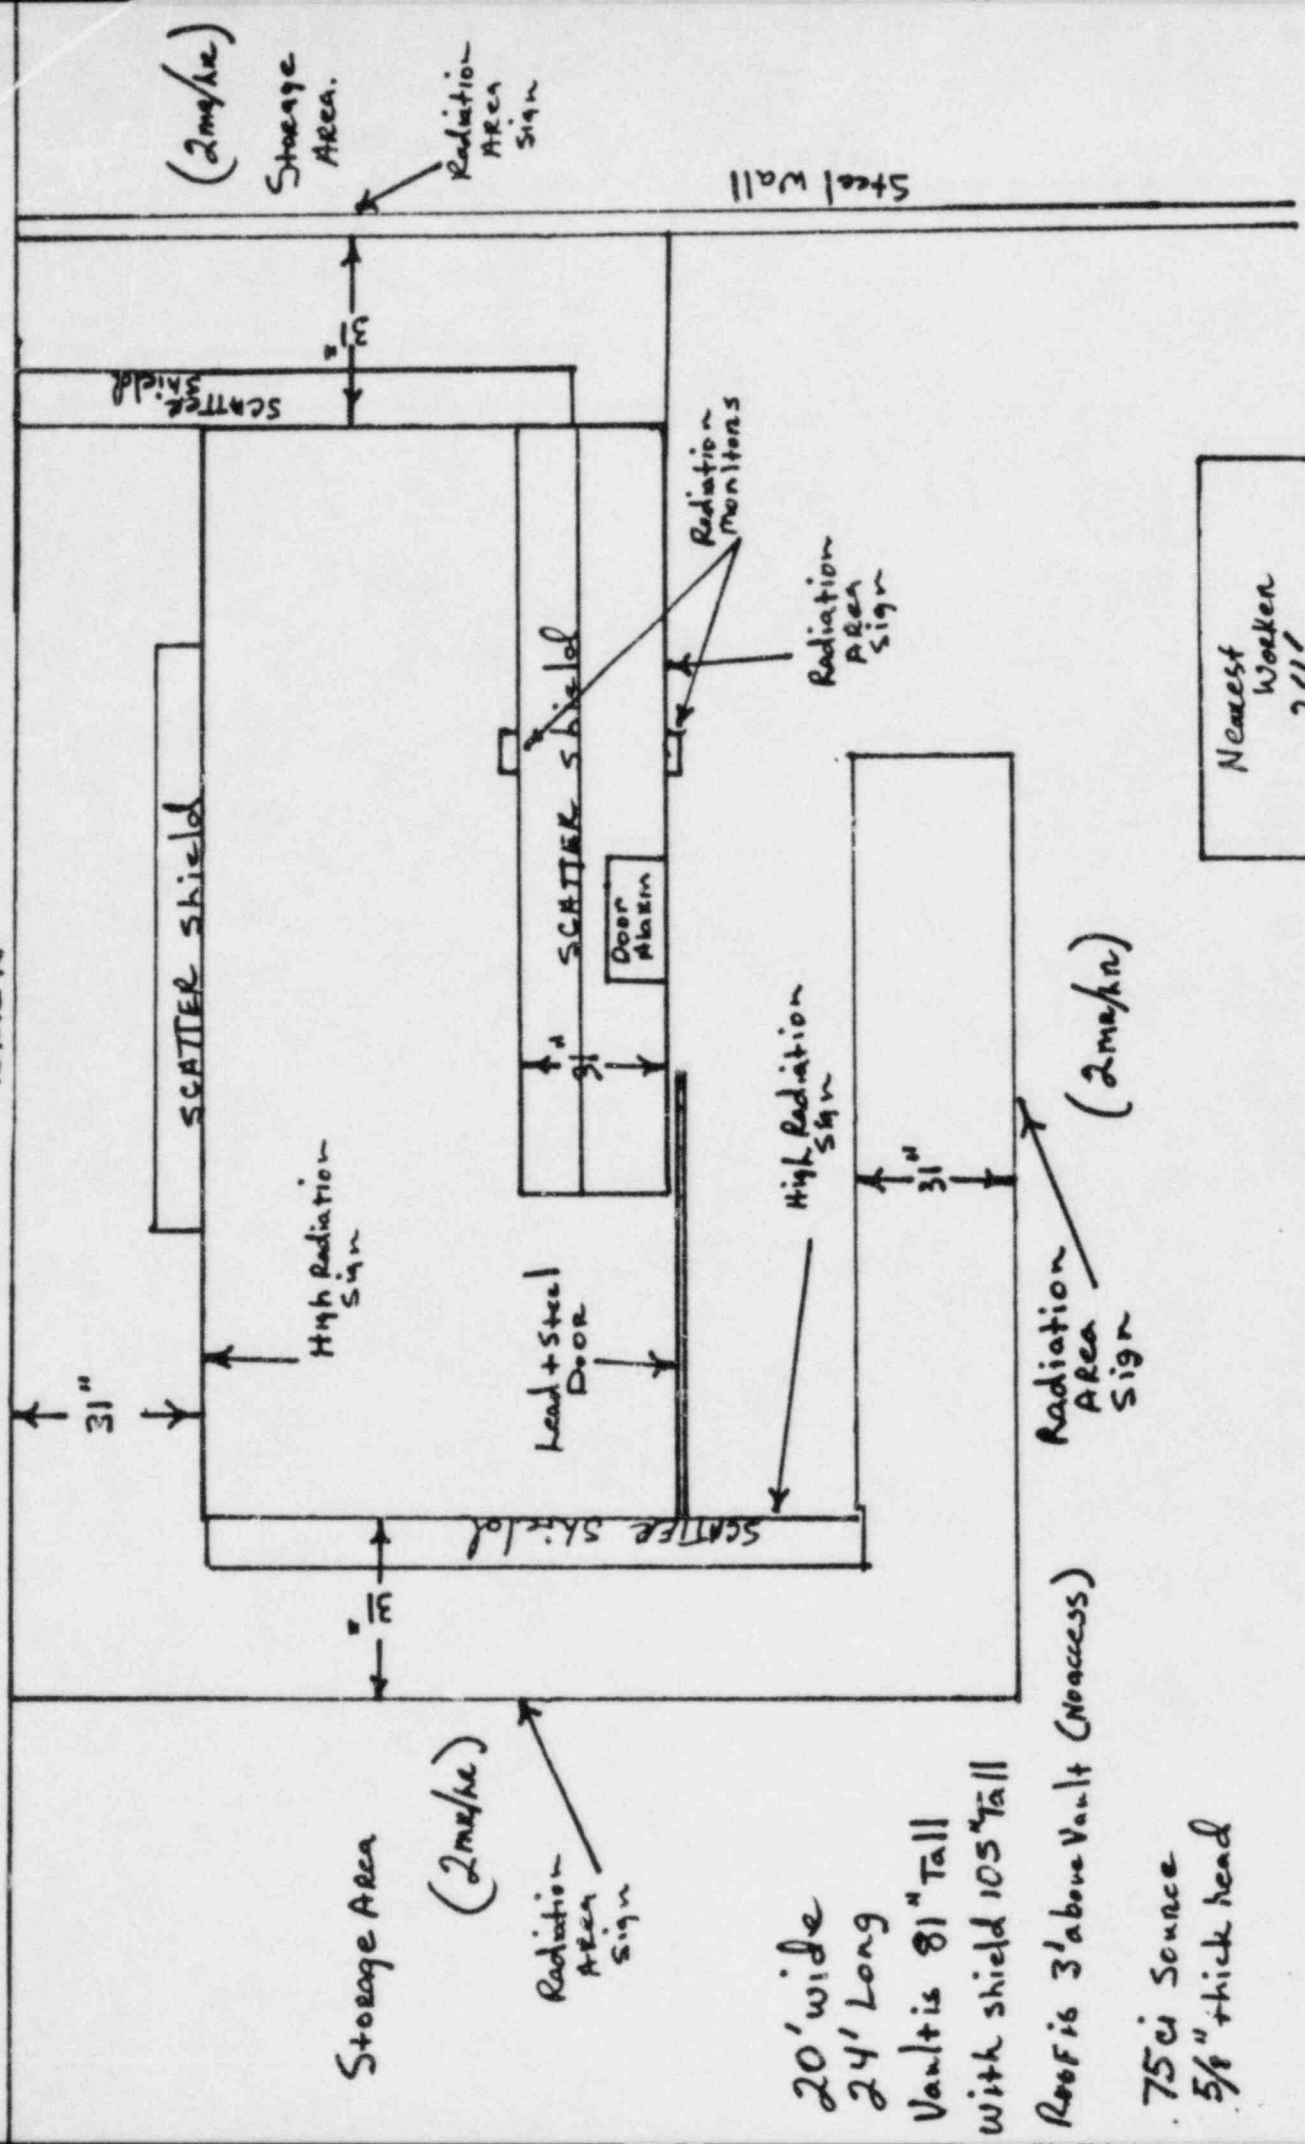 31"
SCATTER Shield
High Radiation
Sign
(2mr/hr)
Storage
AREA.
Radiation
AREA
Sign
SCATTER
shield
31"
Steel Wall
SCATTER Shield
31"
Door
Alarm
Radiation
monitors
Radiation
AREA
Sign
Lead + Steel
DOOR
High Radiation
Sign
SCATTER Shield
31"
31"
Nearest
Worker
Radiation
AREA
Sign
(2mr/hr)
Storage Area
(2mr/hr)
Radiation
AREA
Sign
20' wide
24' Long
Vault is 81" Tall
with shield 105" Tall
Roof is 3' above Vault (No access)
.75 ci Source
5/8" thick lead